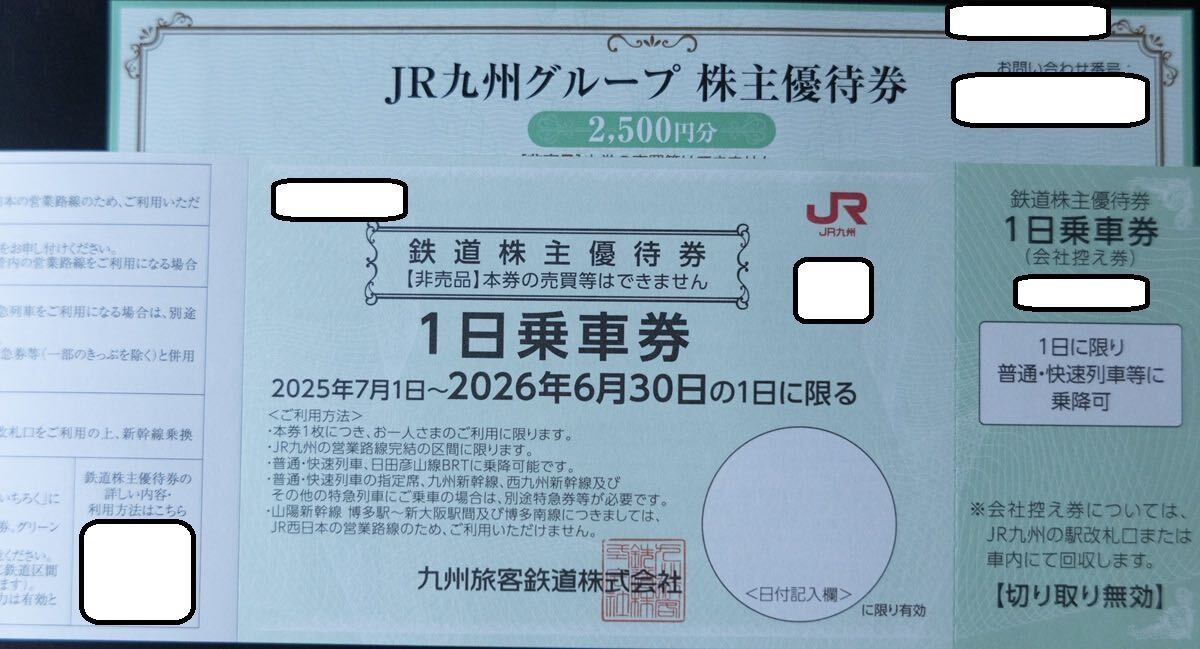 お問い合わせ番号:
JR九州グループ 株主優待券
2,500円分
本の営業路線のため、ご利用いただ
をお申し付けください。
管内の営業路線をご利用になる場合
急列車をご利用になる場合は、別途
急券等(一部のきっぷを除く)と併用
改札口をご利用の上、新幹線乗換
いちろく」に
券、グリーン
ください。
鉄道区間
ます)。
力は有効と
鉄道株主優待券の
詳しい内容・
利用方法はこちら
JR
JR九州
鉄道株主優待券
【非売品】本券の売買等はできません
1日乗車券
2025年7月1日~2026年6月30日の1日に限る
<ご利用方法>
・本券1枚につき、お一人さまのご利用に限ります。
・JR九州の営業路線完結の区間に限ります。
・普通・快速列車、日田彦山線BRTに乗降可能です。
・普通・快速列車の指定席、九州新幹線、西九州新幹線及び
その他の特急列車にご乗車の場合は、別途特急券等が必要です。
・山陽新幹線 博多駅~新大阪駅間及び博多南線につきましては、
JR西日本の営業路線のため、ご利用いただけません。
九州旅客鉄道株式会社
<日付記入欄>
に限り有効
鉄道株主優待券
1日乗車券
(会社控え券)
1日に限り
普通・快速列車等に
乗降可
※会社控え券については、
JR九州の駅改札口または
車内にて回収します。
【切り取り無効】